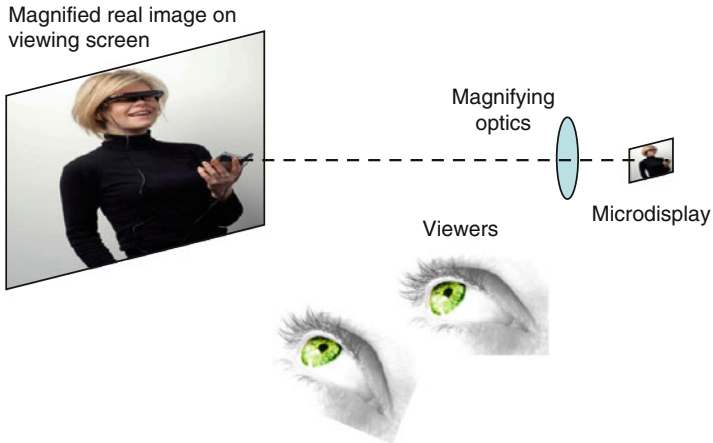 Magnified real image on
viewing screen
Magnifying
optics
Microdisplay
Viewers